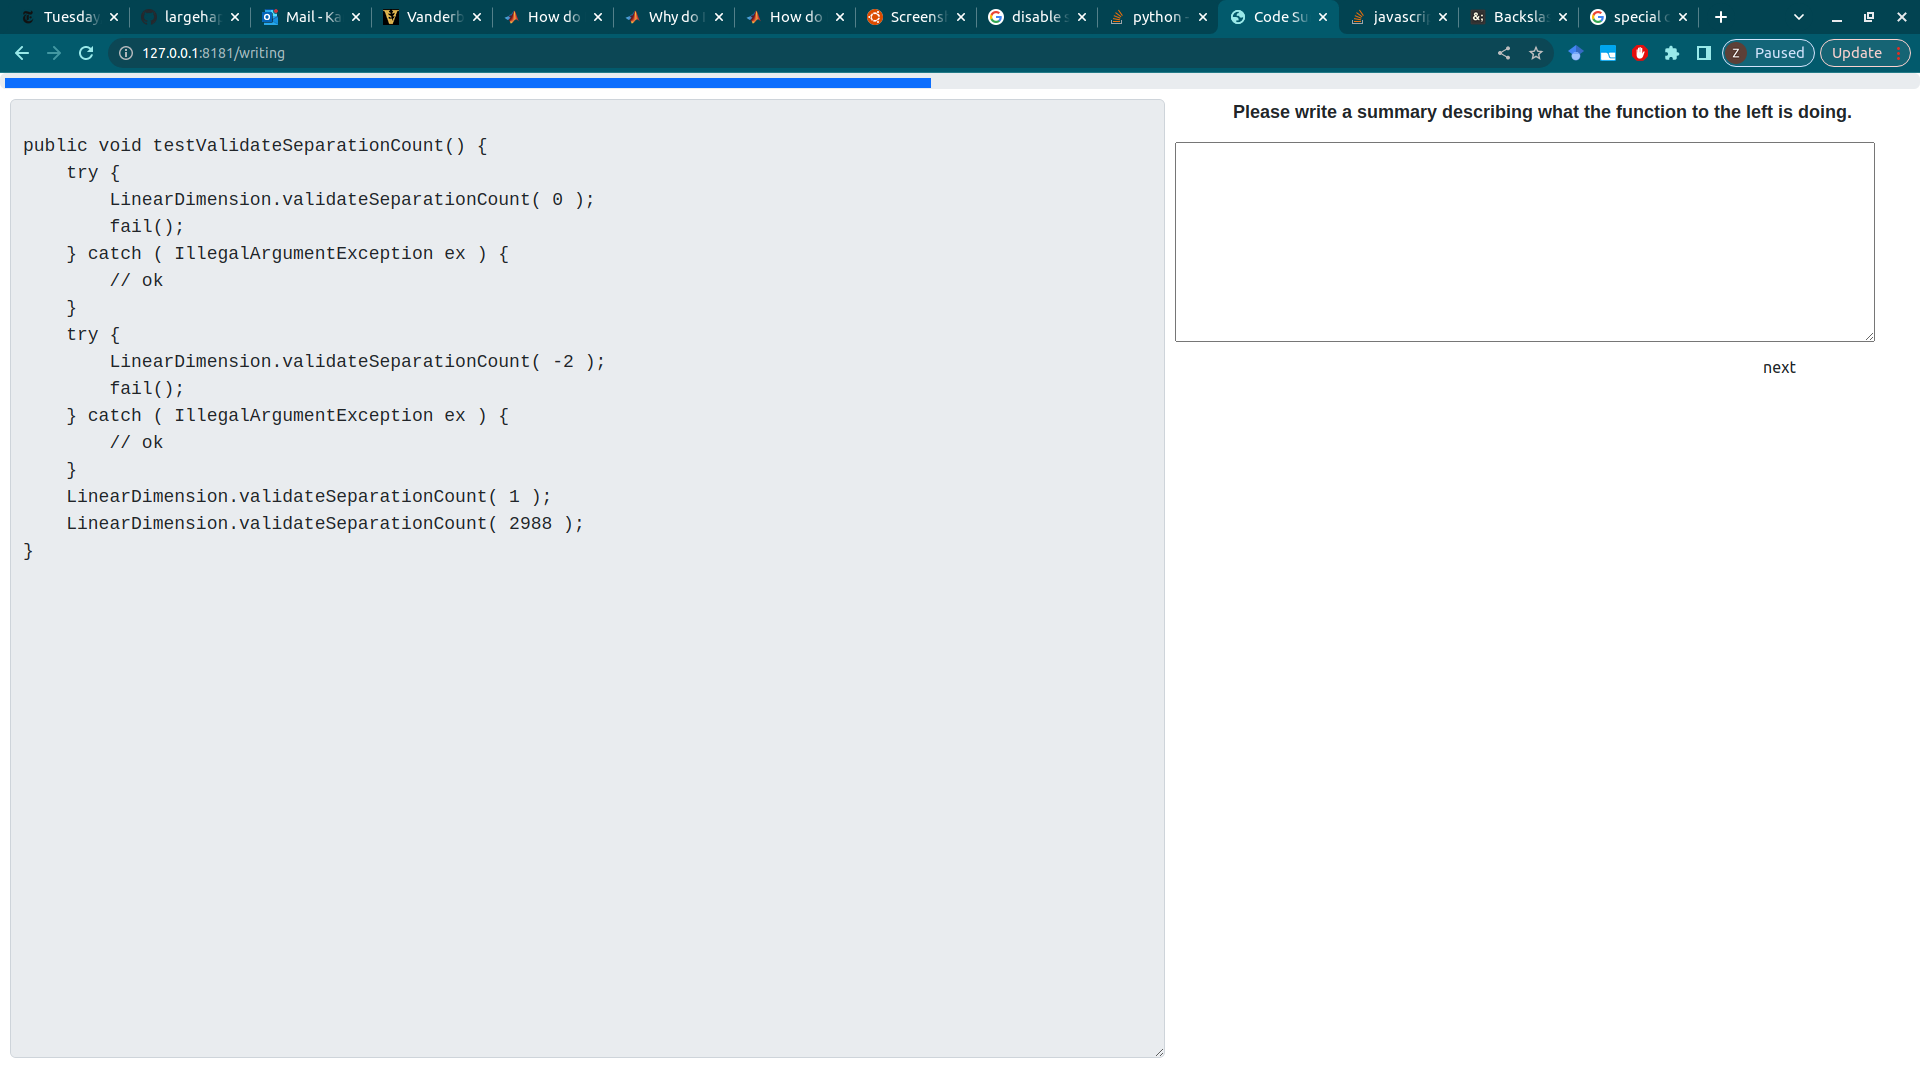 Tuesday
largeha
Mail - Ka
Vanderb
How do
Why do
How do
Screens
disable s
python -
Code Su
javascrip
Backslas
special c
127.0.0.1:8181/writing
Z Paused
Update
Please write a summary describing what the function to the left is doing.
public void testValidateSeparationCount() {
    try {
        LinearDimension.validateSeparationCount( 0 );
        fail();
    } catch ( IllegalArgumentException ex ) {
        // ok
    }
    try {
        LinearDimension.validateSeparationCount( -2 );
        fail();
    } catch ( IllegalArgumentException ex ) {
        // ok
    }
    LinearDimension.validateSeparationCount( 1 );
    LinearDimension.validateSeparationCount( 2988 );
}
next